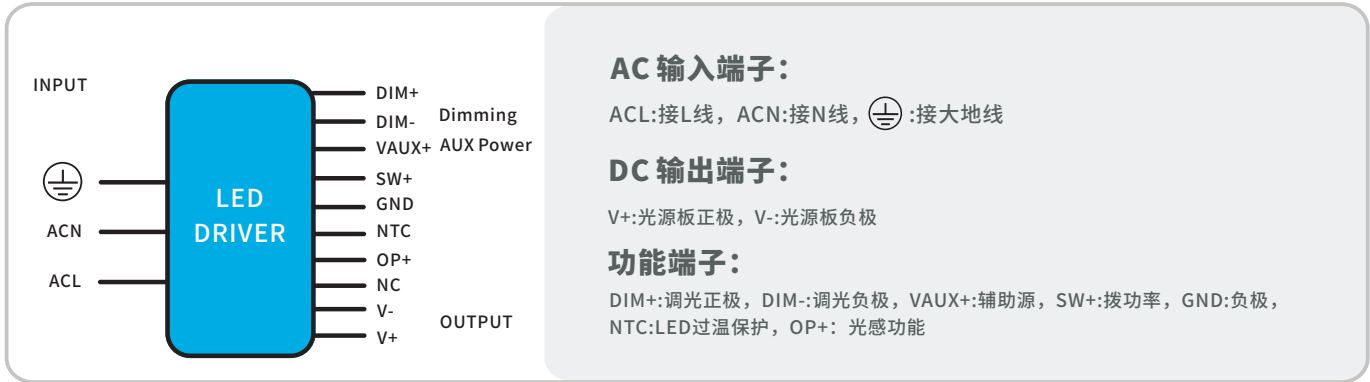 INPUT
ACN
ACL
LED
DRIVER
DIM+
DIM-
VAUX+
SW+
GND
NTC
OP+
NC
V-
V+
Dimming
AUX Power
OUTPUT
AC 输入端子：
ACL:接L线，ACN:接N线， :接大地线
DC 输出端子：
V+:光源板正极，V-:光源板负极
功能端子：
DIM+:调光正极，DIM-:调光负极，VAUX+:辅助源，SW+:拨功率，GND:负极，
NTC:LED过温保护，OP+：光感功能